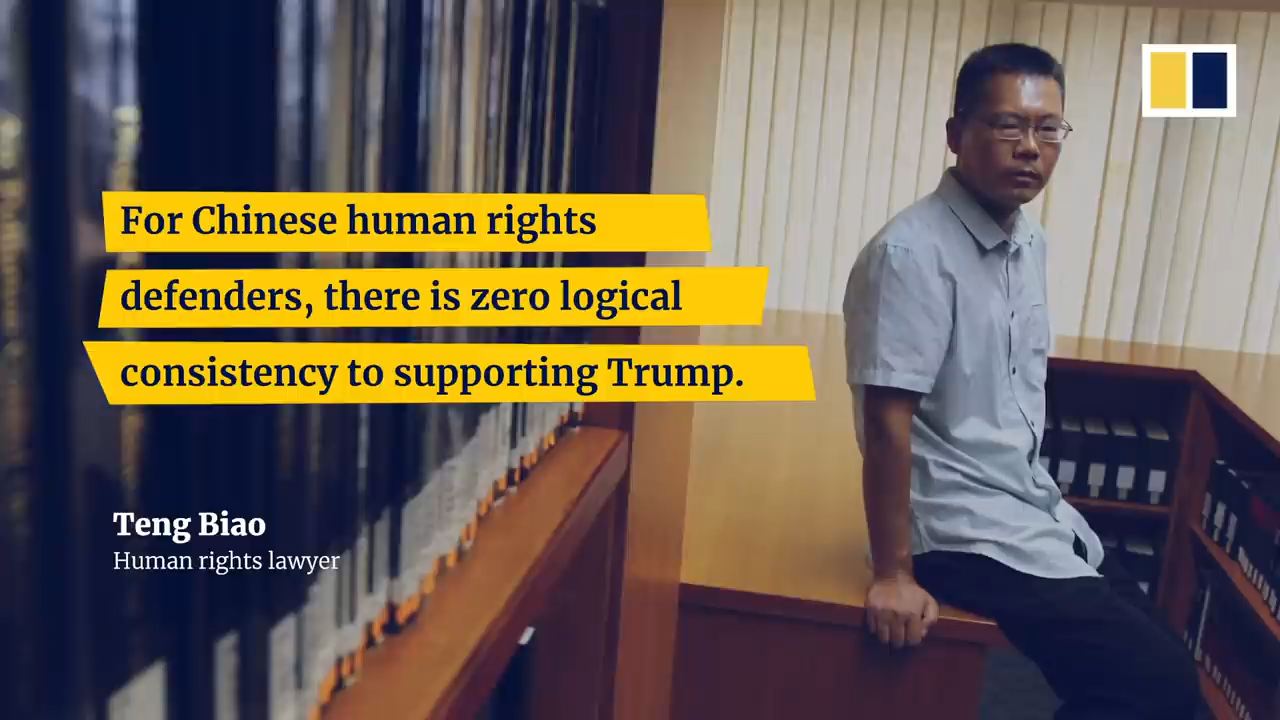 For Chinese human rights
defenders, there is zero logical
consistency to supporting Trump.
Teng Biao
Human rights lawyer